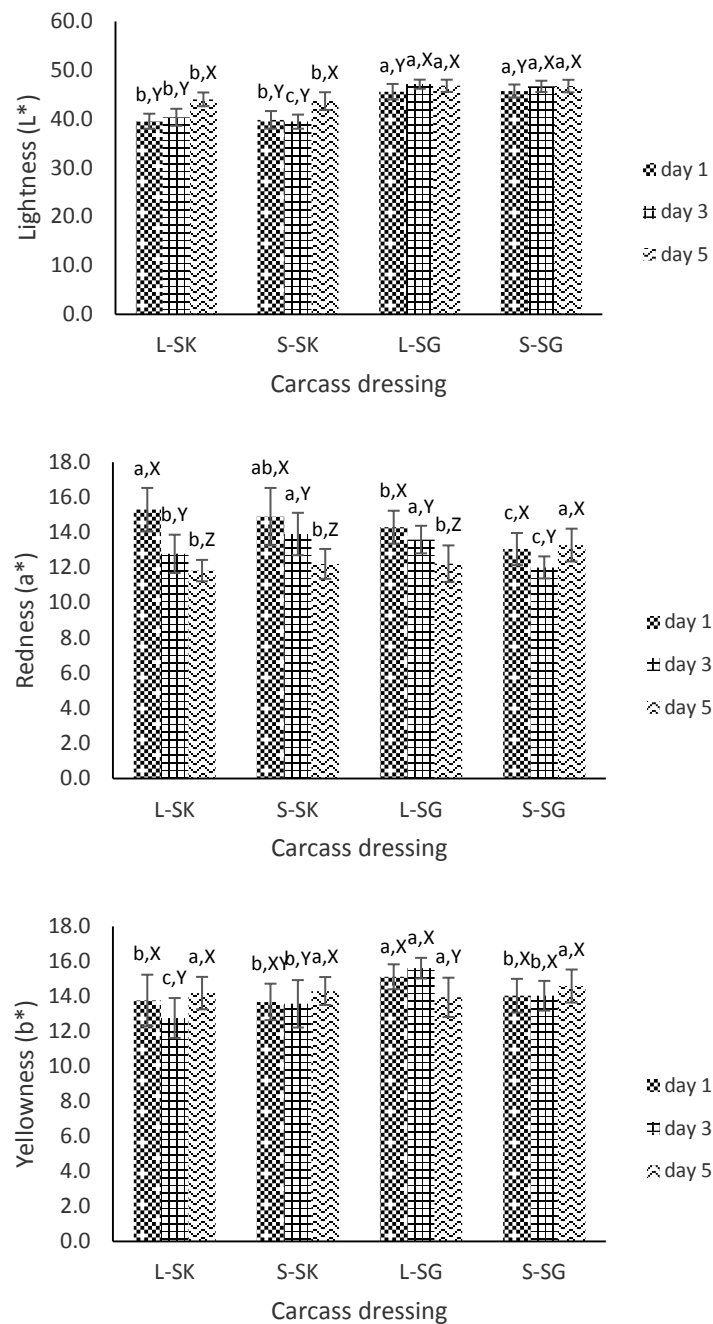 60.0
50.0
40.0
30.0
20.0
10.0
0.0
Lightness (L*)
b,Y b,Y b,X b,Y c,Y b,X a,Y a,X a,X a,Y a,X a,X
L-SK S-SK L-SG S-SG
Carcass dressing
day 1
day 3
day 5
18.0
16.0
14.0
12.0
10.0
8.0
6.0
4.0
2.0
0.0
Redness (a*)
a,X b,Y b,Z ab,X a,Y b,Z b,X a,Y b,Z c,X c,Y a,X
L-SK S-SK L-SG S-SG
Carcass dressing
day 1
day 3
day 5
18.0
16.0
14.0
12.0
10.0
8.0
6.0
4.0
2.0
0.0
Yellowness (b*)
b,X c,Y a,X b,XY b,Y a,X a,X a,X a,Y b,X b,X a,X
L-SK S-SK L-SG S-SG
Carcass dressing
day 1
day 3
day 5